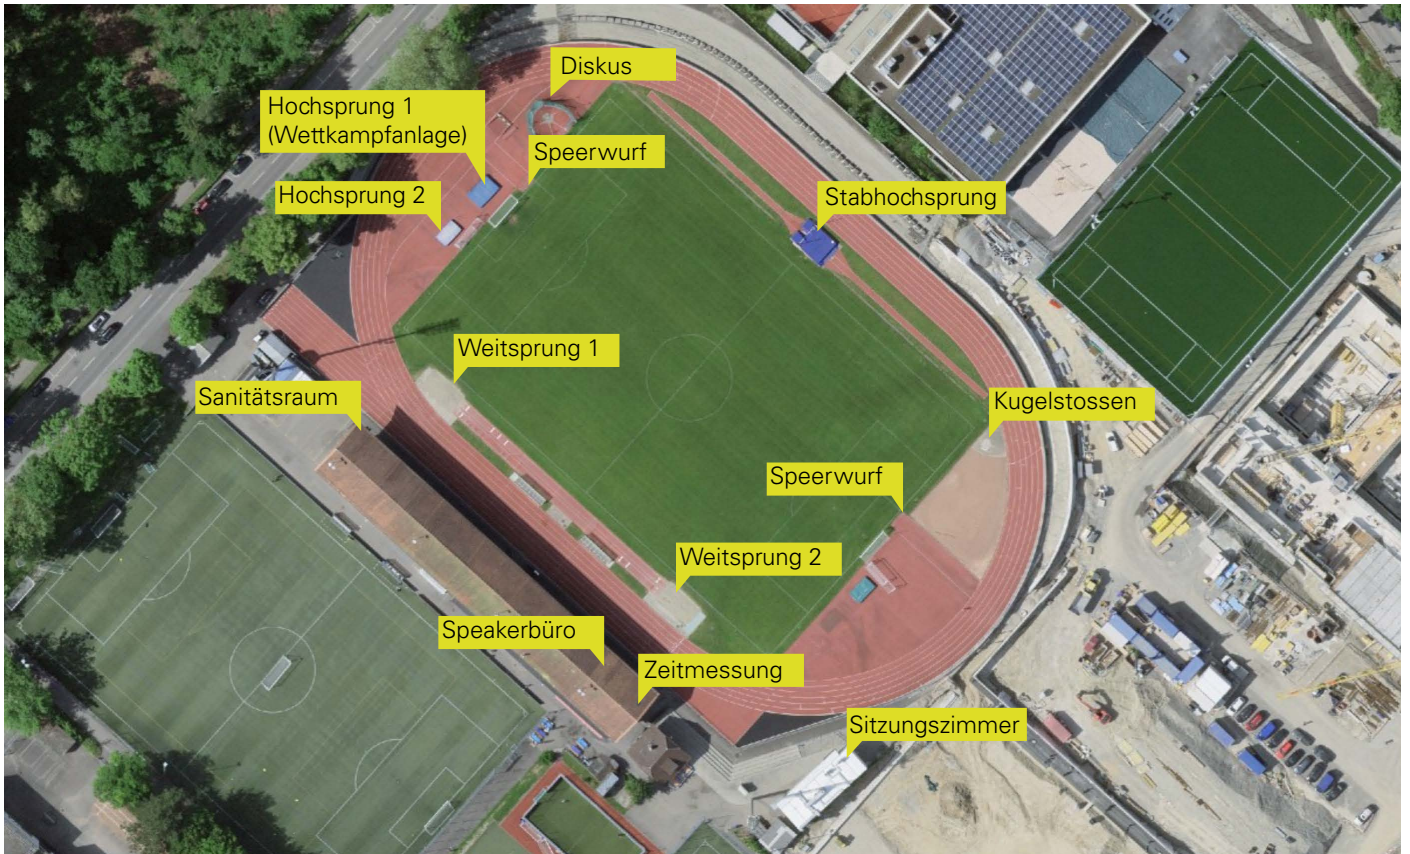 Diskus
Hochsprung 1
(Wettkampfanlage)
Speerwurf
Hochsprung 2
Stabhochsprung
Weitsprung 1
Sanitätsraum
Kugelstossen
Speerwurf
Weitsprung 2
Speakerbüro
Zeitmessung
Sitzungszimmer